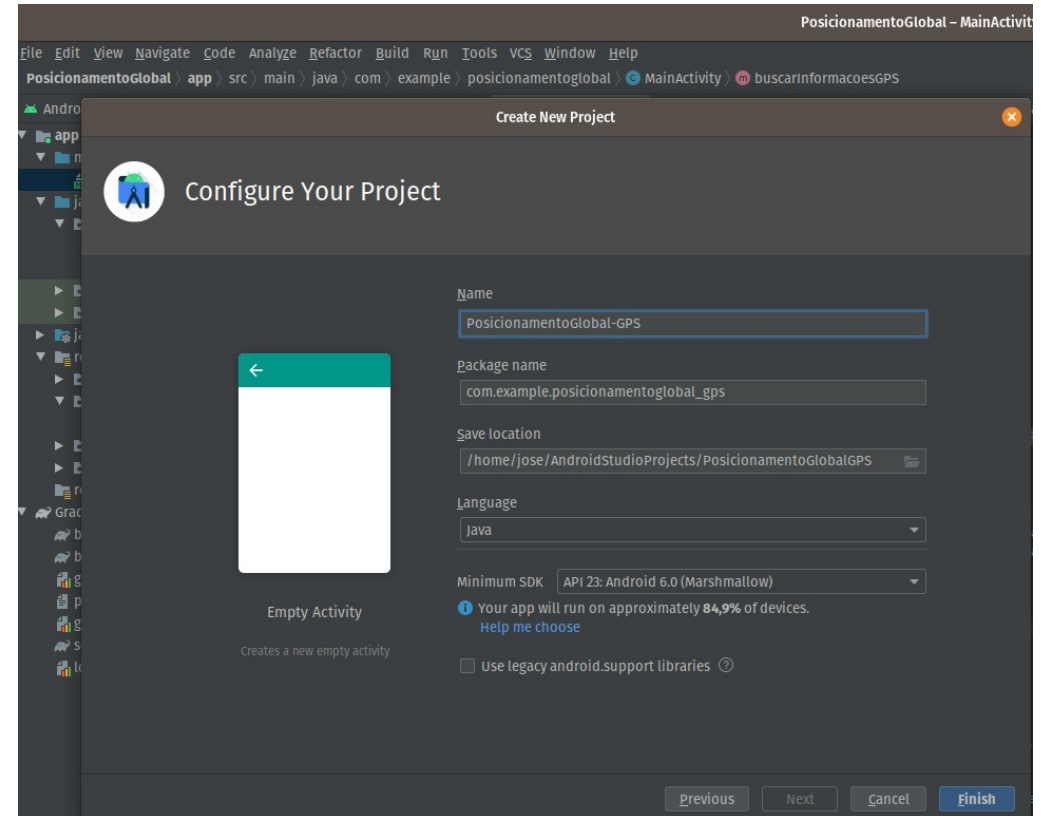 PosicionamentoGlobal – MainActivit
File Edit View Navigate Code Analyze Refactor Build Run Tools VCS Window Help
PosicionamentoGlobal app src main java com example posicionamentoglobal MainActivity buscarInformacoesGPS
Andro
Create New Project
app
Configure Your Project
Name
PosicionamentoGlobal-GPS
Package name
com.example.posicionamentoglobal_gps
Save location
/home/jose/AndroidStudioProjects/PosicionamentoGlobalGPS
Language
Java
Grad
Minimum SDK API 23: Android 6.0 (Marshmallow)
Your app will run on approximately 84,9% of devices.
Help me choose
Empty Activity
Creates a new empty activity
Use legacy android.support libraries
Previous Next Cancel Finish